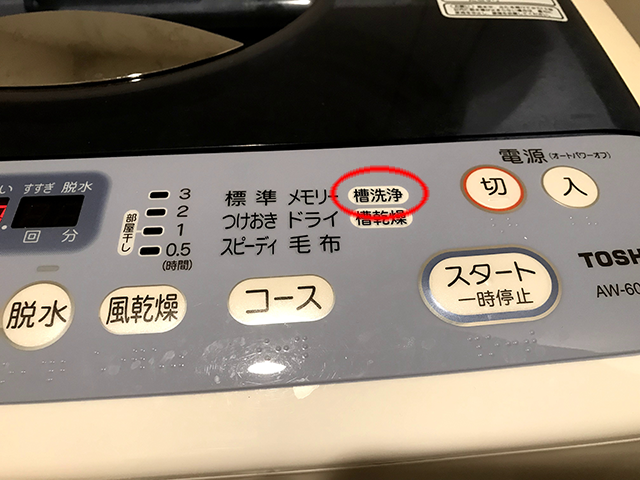 電源(オートパワーオフ)
切 入
い すすぎ 脱水
回 分
部屋干し
3
2
1
0.5
(時間)
標準 メモリー 槽洗浄
つけおき ドライ 槽乾燥
スピーディ 毛布
脱水 風乾燥 コース
スタート
一時停止
TOSH
AW-60